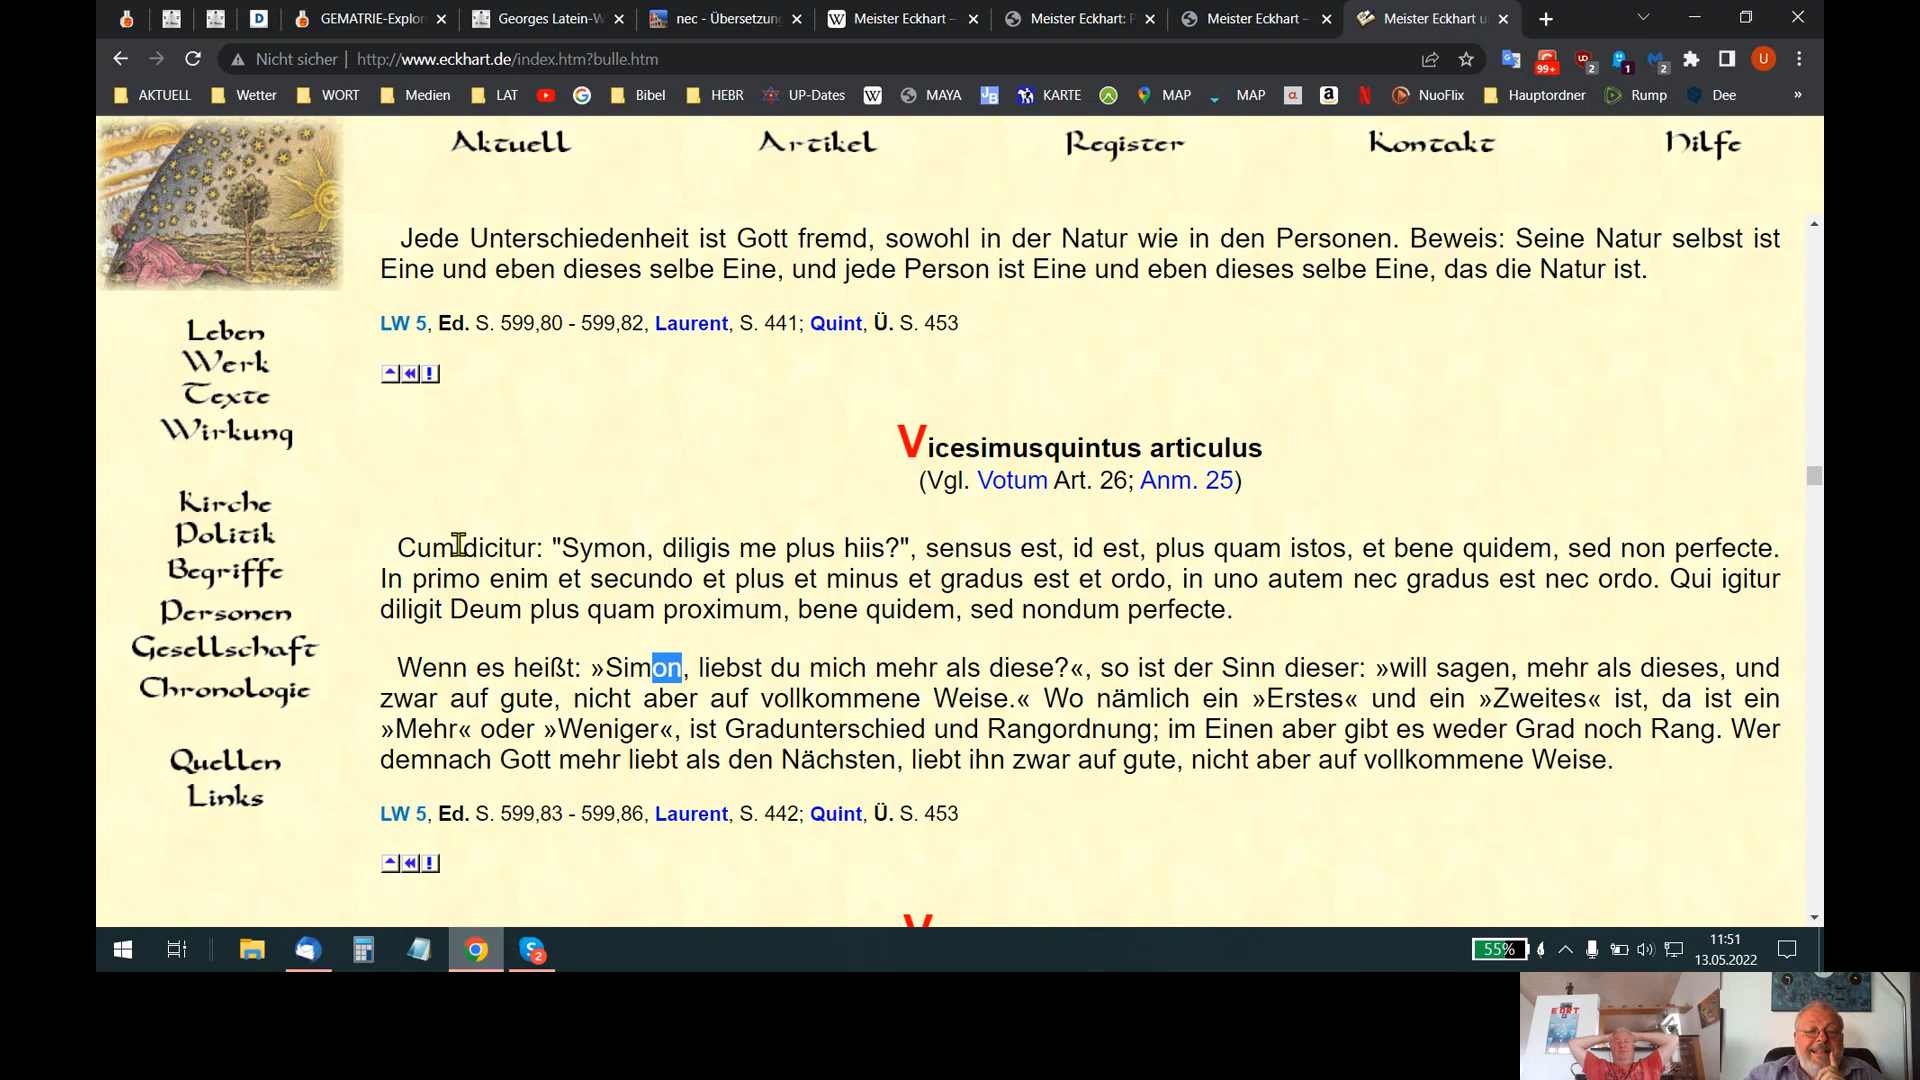 GEMATRIE-Explor
Georges Latein-W
nec - Übersetzung
Meister Eckhart –
Meister Eckhart: P
Meister Eckhart –
Meister Eckhart u
Nicht sicher
http://www.eckhart.de/index.htm?bulle.htm
99+
2
1
2
U
AKTUELL
Wetter
WORT
Medien
LAT
Bibel
HEBR
UP-Dates
MAYA
KARTE
MAP
MAP
NuoFlix
Hauptordner
Rump
Dee
»
Aktuell
Artikel
Register
Kontakt
Hilfe
Leben
Werk
Texte
Wirkung
Kirche
Politik
Begriffe
Personen
Gesellschaft
Chronologie
Quellen
Links
Jede Unterschiedenheit ist Gott fremd, sowohl in der Natur wie in den Personen. Beweis: Seine Natur selbst ist
Eine und eben dieses selbe Eine, und jede Person ist Eine und eben dieses selbe Eine, das die Natur ist.
LW 5, Ed. S. 599,80 - 599,82, Laurent, S. 441; Quint, Ü. S. 453
Vicesimusquintus articulus
(Vgl. Votum Art. 26; Anm. 25)
Cum dicitur: "Symon, diligis me plus hiis?", sensus est, id est, plus quam istos, et bene quidem, sed non perfecte.
In primo enim et secundo et plus et minus et gradus est et ordo, in uno autem nec gradus est nec ordo. Qui igitur
diligit Deum plus quam proximum, bene quidem, sed nondum perfecte.
Wenn es heißt: »Simon, liebst du mich mehr als diese?«, so ist der Sinn dieser: »will sagen, mehr als dieses, und
zwar auf gute, nicht aber auf vollkommene Weise.« Wo nämlich ein »Erstes« und ein »Zweites« ist, da ist ein
»Mehr« oder »Weniger«, ist Gradunterschied und Rangordnung; im Einen aber gibt es weder Grad noch Rang. Wer
demnach Gott mehr liebt als den Nächsten, liebt ihn zwar auf gute, nicht aber auf vollkommene Weise.
LW 5, Ed. S. 599,83 - 599,86, Laurent, S. 442; Quint, Ü. S. 453
V
2
55%
11:51
13.05.2022